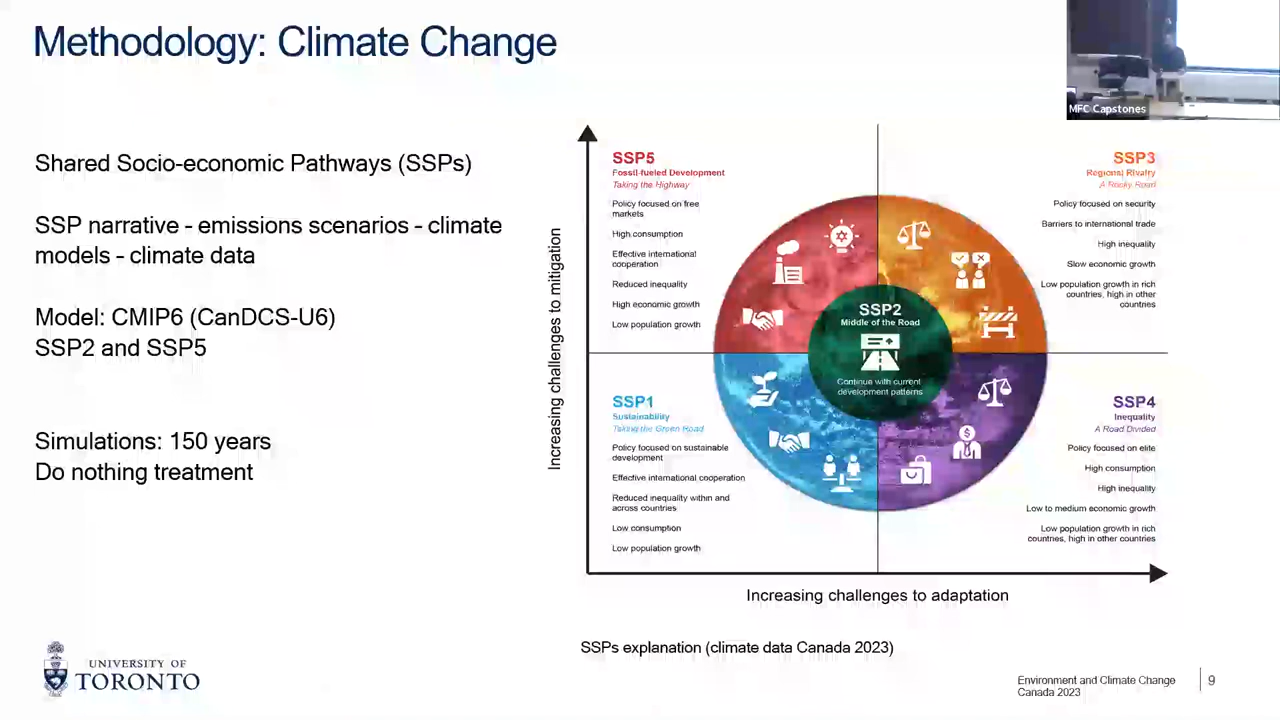 Methodology: Climate Change
MFC Capstones
Shared Socio-economic Pathways (SSPs)
SSP narrative - emissions scenarios - climate
models - climate data
Model: CMIP6 (CanDCS-U6)
SSP2 and SSP5
Simulations: 150 years
Do nothing treatment
Increasing challenges to mitigation
SSP5
Fossil-fueled Development
Taking the Highway
Policy focused on free
markets
High consumption
Effective international
cooperation
Reduced inequality
High economic growth
Low population growth
SSP3
Regional Rivalry
A Rocky Road
Policy focused on security
Barriers to international trade
High inequality
Slow economic growth
Low population growth in rich
countries, high in other
countries
SSP2
Middle of the Road
Continue with current
development patterns
SSP1
Sustainability
Taking the Green Road
Policy focused on sustainable
development
Effective international cooperation
Reduced inequality within and
across countries
Low consumption
Low population growth
SSP4
Inequality
A Road Divided
Policy focused on elite
High consumption
High inequality
Low to medium economic growth
Low population growth in rich
countries, high in other countries
Increasing challenges to adaptation
SSPs explanation (climate data Canada 2023)
UNIVERSITY OF
TORONTO
Environment and Climate Change
Canada 2023
9